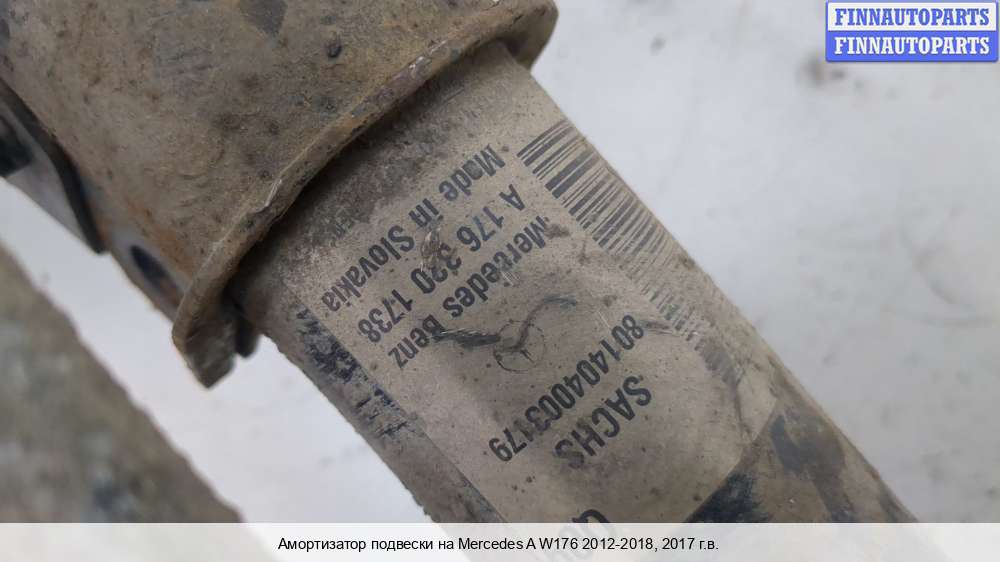 FINNAUTOPARTS
FINNAUTOPARTS
Mercedes Benz
A 176 320 1738
Made in Slovakia
801404003179
SACHS
Амортизатор подвески на Mercedes A W176 2012-2018, 2017 г.в.